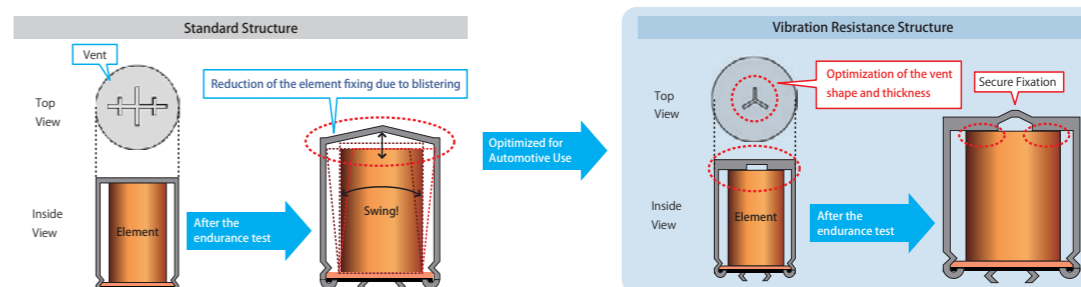 Standard Structure
Vent
Top
View
Reduction of the element fixing due to blistering
Inside
View
Element
After the
endurance test
Swing!
Opitimized for
Automotive Use
Vibration Resistance Structure
Top
View
Optimization of the vent
shape and thickness
Secure Fixation
Inside
View
Element
After the
endurance test